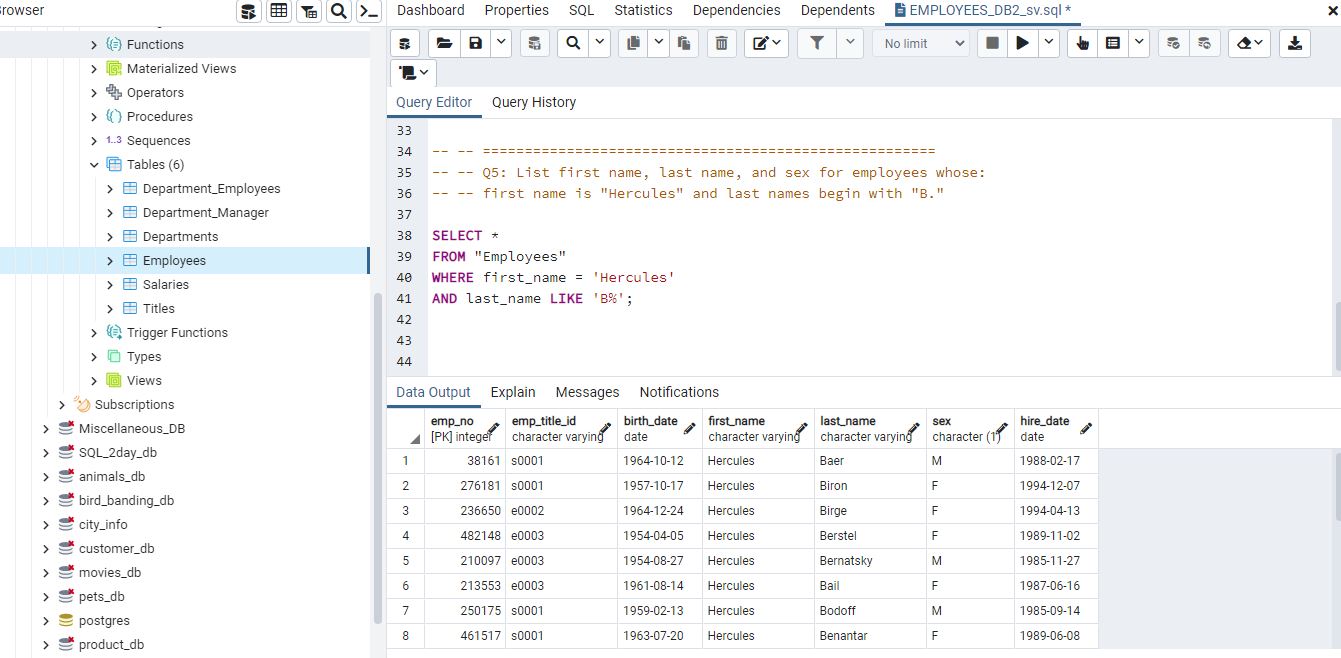 rowser
Functions
Materialized Views
Operators
Procedures
1..3 Sequences
Tables (6)
Department_Employees
Department_Manager
Departments
Employees
Salaries
Titles
Trigger Functions
Types
Views
Subscriptions
Miscellaneous_DB
SQL_2day_db
animals_db
bird_banding_db
city_info
customer_db
movies_db
pets_db
postgres
product_db
Dashboard Properties SQL Statistics Dependencies Dependents EMPLOYEES_DB2_sv.sql *
No limit
Query Editor Query History
33
34 -- -- ======================================================
35 -- -- Q5: List first name, last name, and sex for employees whose:
36 -- -- first name is "Hercules" and last names begin with "B."
37
38 SELECT *
39 FROM "Employees"
40 WHERE first_name = 'Hercules'
41 AND last_name LIKE 'B%';
42
43
44
Data Output Explain Messages Notifications
emp_no emp_title_id birth_date first_name last_name sex hire_date
[PK] integer character varying date character varying character varying character (1) date
1 38161 s0001 1964-10-12 Hercules Baer M 1988-02-17
2 276181 s0001 1957-10-17 Hercules Biron F 1994-12-07
3 236650 e0002 1964-12-24 Hercules Birge F 1994-04-13
4 482148 e0003 1954-04-05 Hercules Berstel F 1989-11-02
5 210097 e0003 1954-08-27 Hercules Bernatsky M 1985-11-27
6 213553 e0003 1961-08-14 Hercules Bail F 1987-06-16
7 250175 s0001 1959-02-13 Hercules Bodoff M 1985-09-14
8 461517 s0001 1963-07-20 Hercules Benantar F 1989-06-08